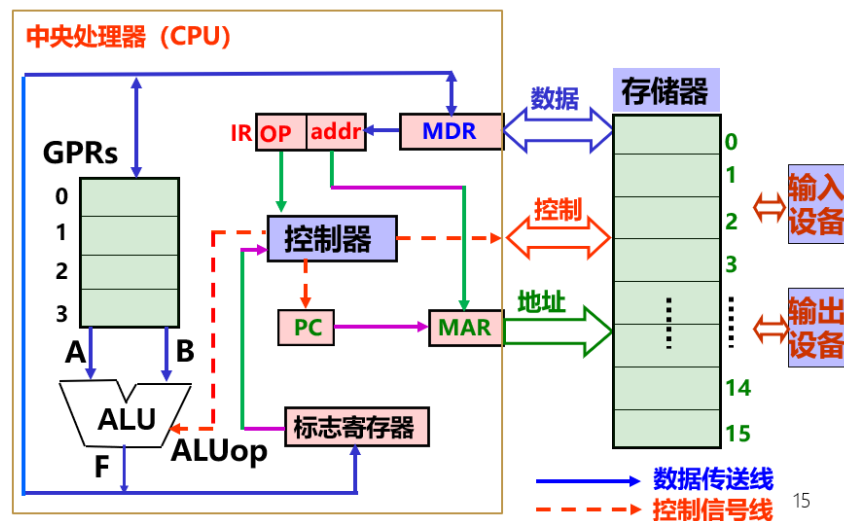 中央处理器（CPU）
GPRs
0
1
2
3
A
B
ALU
F
ALUop
IR
OP
addr
MDR
控制器
PC
MAR
标志寄存器
数据
控制
地址
存储器
0
1
2
3
14
15
输入
设备
输出
设备
数据传送线
控制信号线
15